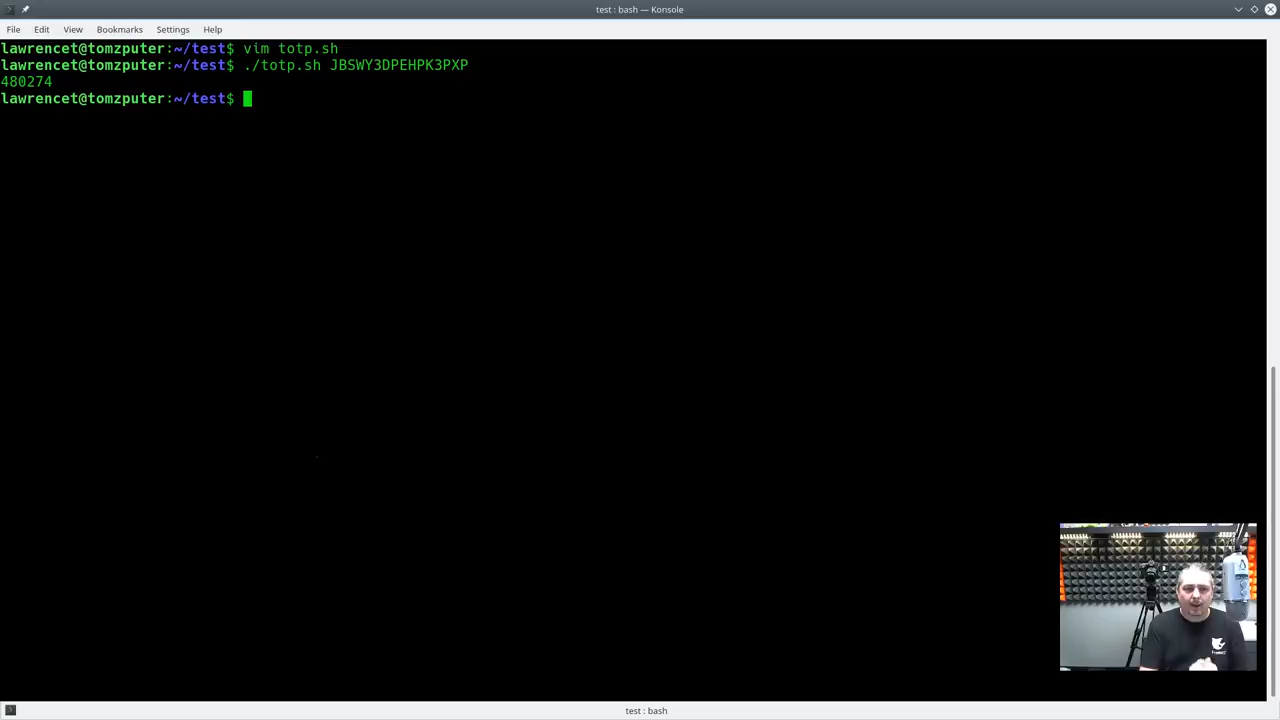 test : bash — Konsole
File Edit View Bookmarks Settings Help
lawrencet@tomzputer:~/test$ vim totp.sh
lawrencet@tomzputer:~/test$ ./totp.sh JBSWY3DPEHPK3PXP
480274
lawrencet@tomzputer:~/test$
test : bash